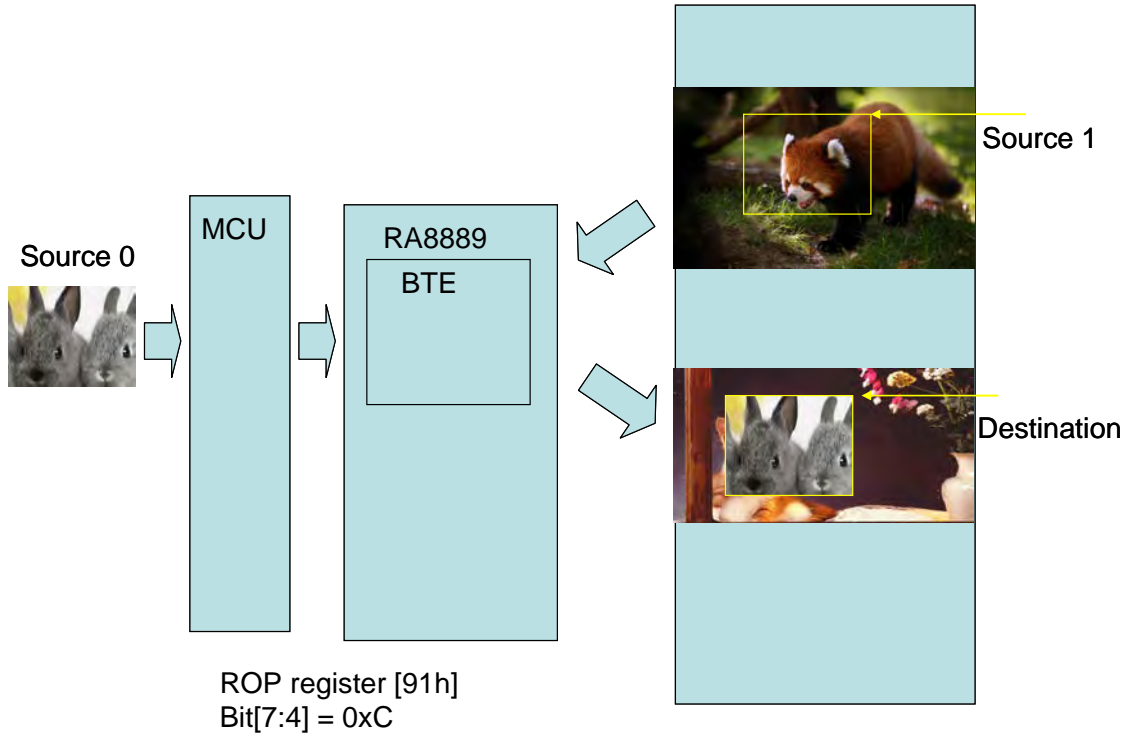 Source 1
MCU
RA8889
Source 0
BTE
Destination
ROP register [91h]
Bit[7:4] = 0xC